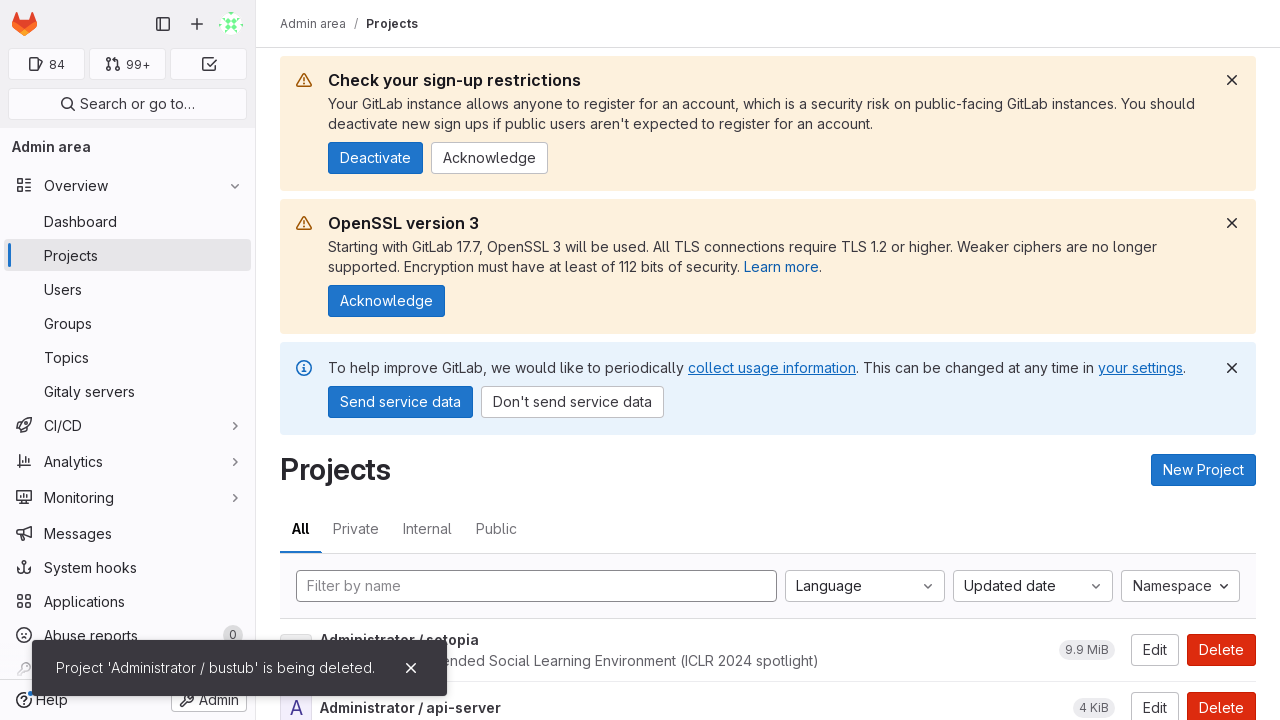 Admin area / Projects
84
99+
Search or go to…
Admin area
Overview
Dashboard
Projects
Users
Groups
Topics
Gitaly servers
CI/CD
Analytics
Monitoring
Messages
System hooks
Applications
Abuse reports 0
Help
Admin
Check your sign-up restrictions
Your GitLab instance allows anyone to register for an account, which is a security risk on public-facing GitLab instances. You should
deactivate new sign ups if public users aren't expected to register for an account.
Deactivate Acknowledge
OpenSSL version 3
Starting with GitLab 17.7, OpenSSL 3 will be used. All TLS connections require TLS 1.2 or higher. Weaker ciphers are no longer
supported. Encryption must have at least of 112 bits of security. Learn more.
Acknowledge
To help improve GitLab, we would like to periodically collect usage information. This can be changed at any time in your settings.
Send service data Don't send service data
Projects
New Project
All Private Internal Public
Filter by name Language Updated date Namespace
Administrator / sotopia
Social Learning Environment (ICLR 2024 spotlight)
9.9 MiB Edit Delete
A Administrator / api-server 4 KiB Edit Delete
Project 'Administrator / bustub' is being deleted.